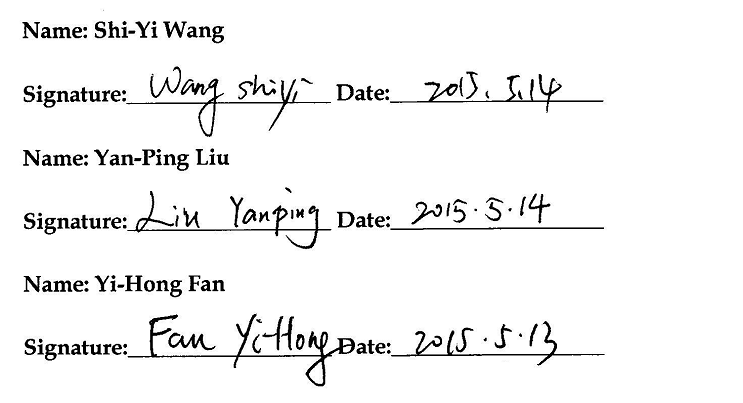 Name: Shi-Yi Wang
Signature: Wang shiyi Date: 2015. 5.14
Name: Yan-Ping Liu
Signature: Liu Yanping Date: 2015.5.14
Name: Yi-Hong Fan
Signature: Fan Yi-Hong Date: 2015.5.13